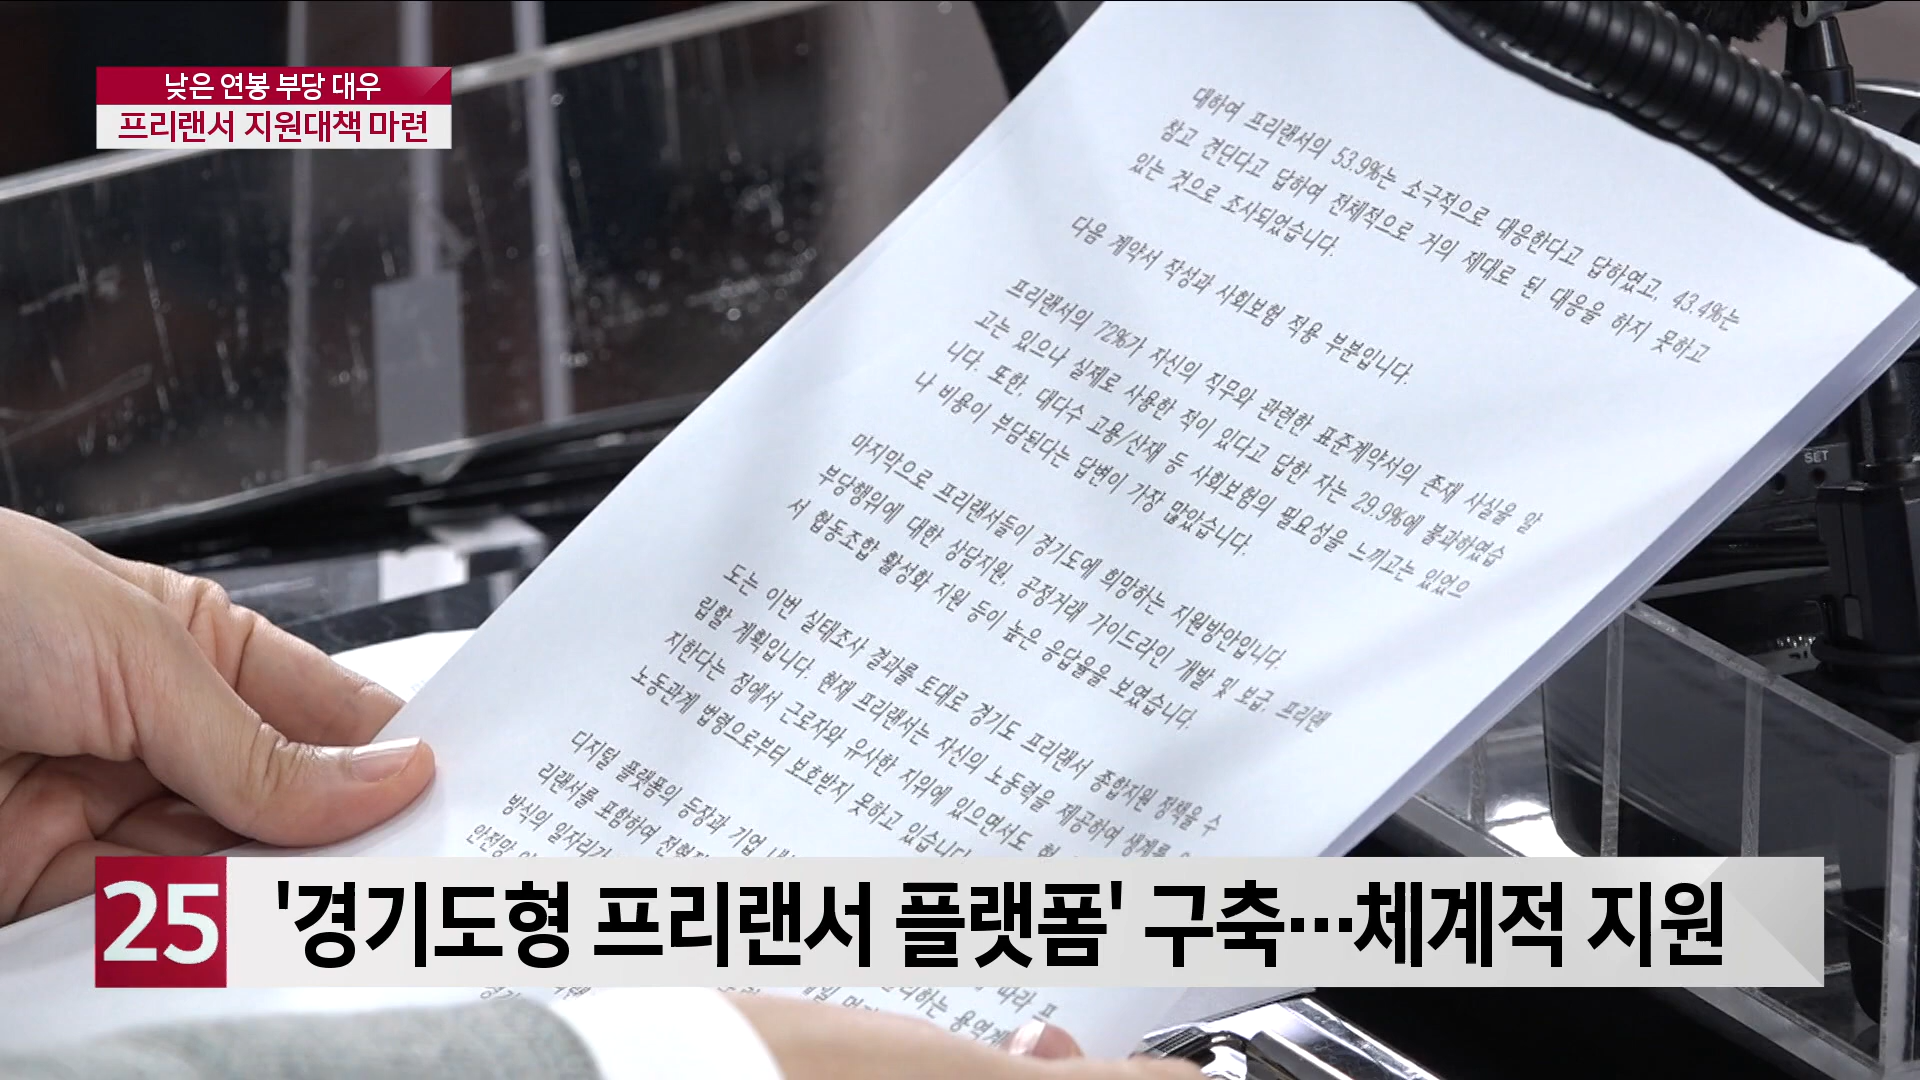 낮은 연봉 부당 대우
프리랜서 지원대책 마련
대하여 프리랜서의 53.9%는 소극적으로 대응한다고 답하였고, 43.4%는
참고 견딘다고 답하여 전체적으로 거의 제대로 된 대응을 하지 못하고
있는 것으로 조사되었습니다.
다음 계약서 작성과 사회보험 적용 부분입니다.
프리랜서의 72%가 자신의 직무와 관련한 표준계약서의 존재 사실을 알
고는 있으나 실제로 사용한 적이 있다고 답한 자는 29.9%에 불과하였습
니다. 또한, 대다수 고용/산재 등 사회보험의 필요성을 느끼고는 있었으
나 비용이 부담된다는 답변이 가장 많았습니다.
마지막으로 프리랜서들이 경기도에 희망하는 지원방안입니다.
부당행위에 대한 상담지원, 공정거래 가이드라인 개발 및 보급, 프리랜
서 협동조합 활성화 지원 등이 높은 응답율을 보였습니다.
도는 이번 실태조사 결과를 토대로 경기도 프리랜서 종합지원 정책을 수
립할 계획입니다. 현재 프리랜서는 자신의 노동력을 제공하여 생계를
지한다는 점에서 근로자와 유사한 지위에 있으면서도 현
노동관계 법령으로부터 보호받지 못하고 있습니다.
디지털 플랫폼의 등장과 기업
리랜서를 포함하여
방식의 일자리가
안전망
따라 프
용역계
SET
25 '경기도형 프리랜서 플랫폼' 구축…체계적 지원